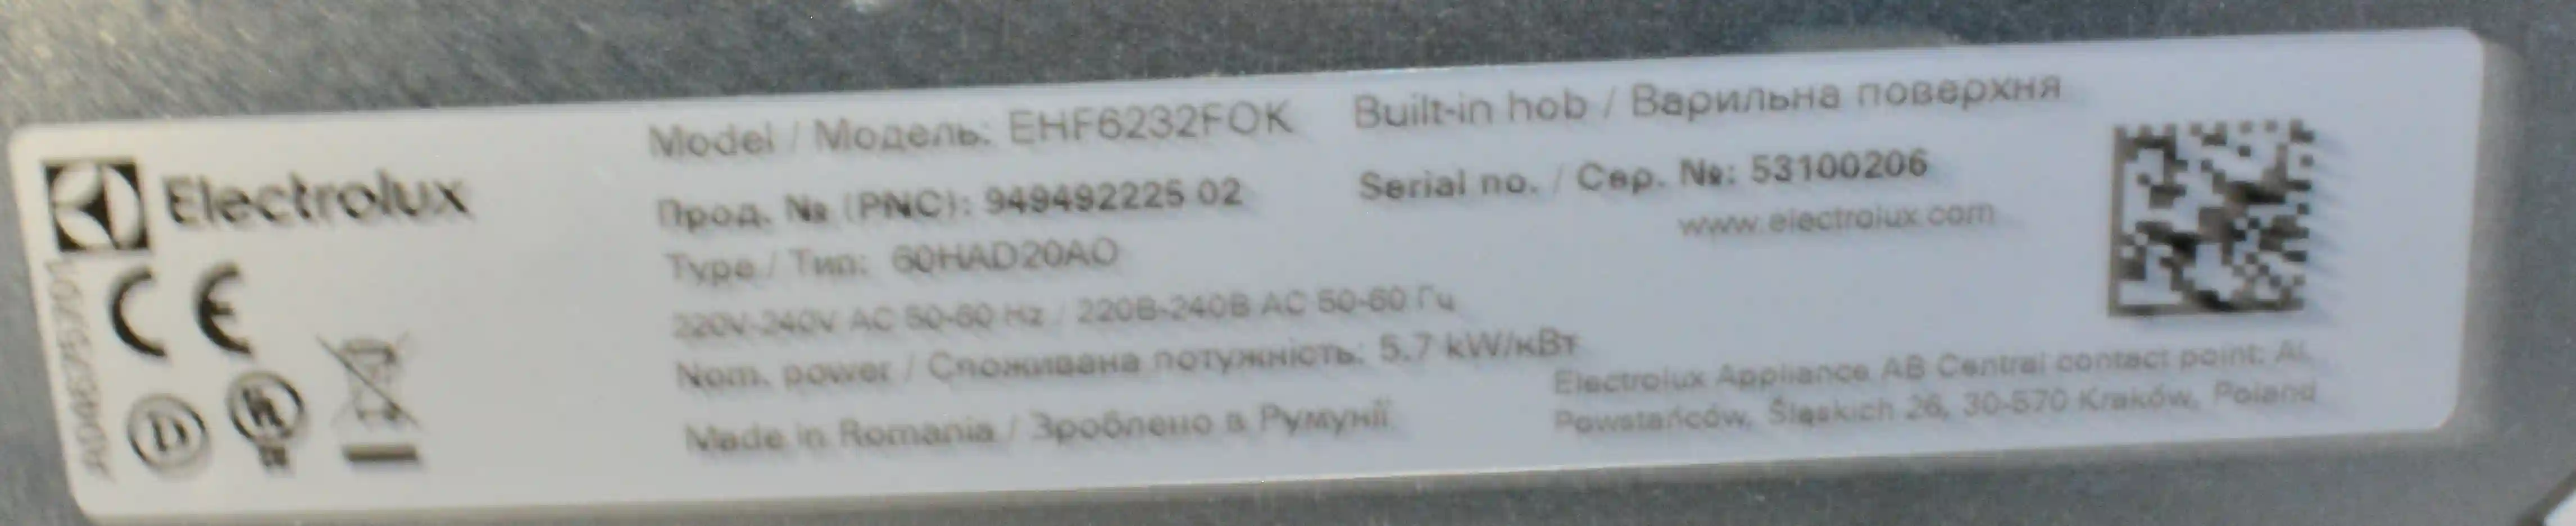 Electrolux
Model / Модель: EHF6232FOK
Built-in hob / Варильна поверхня
Прод. № (PNC): 949492225 02
Serial no. / Сер. №: 53100206
www.electrolux.com
Type / Тип: 60HAD20AO
220V-240V AC 50-60 Hz / 220В-240В AC 50-60 Гц
Nom. power / Споживана потужність: 5.7 kW/кВт
Made in Romania / Зроблено в Румунії
Electrolux Appliance AB Central contact point: Al.
Powstańców, Śląskich 26, 30-570 Kraków, Poland
CE
D